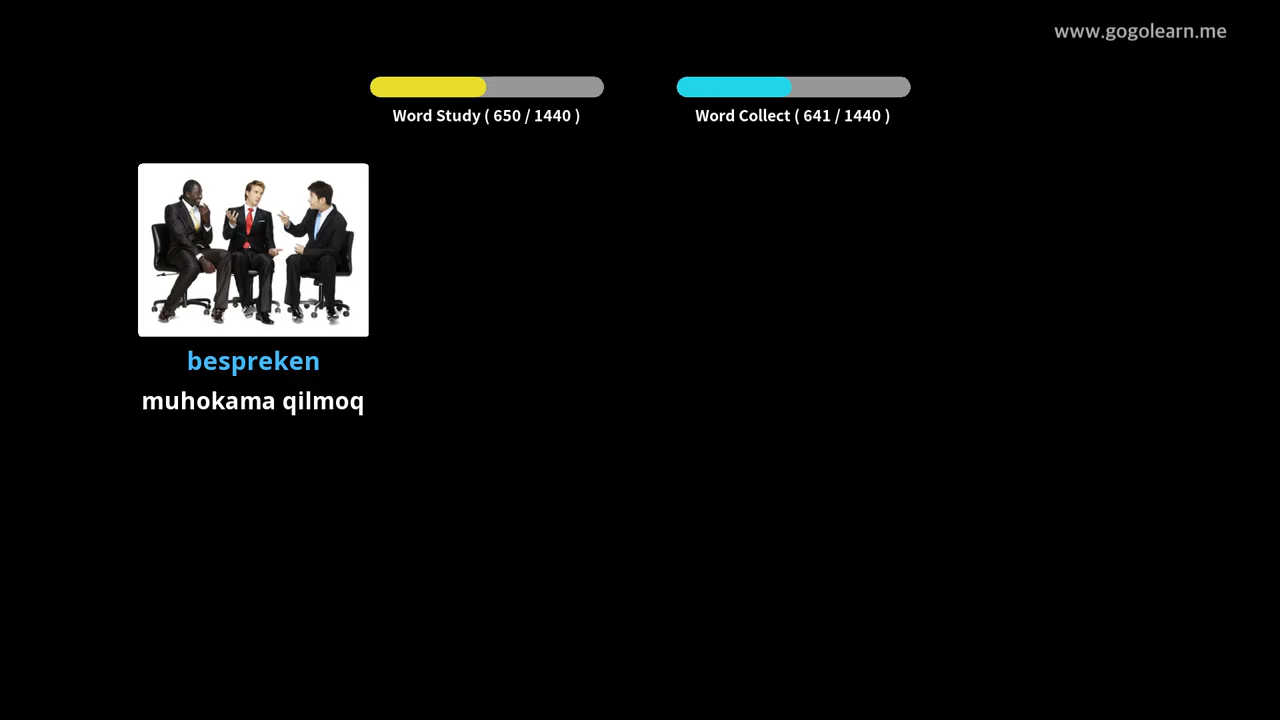 www.gogolearn.me
Word Study ( 650 / 1440 )
Word Collect ( 641 / 1440 )
bespreken
muhokama qilmoq